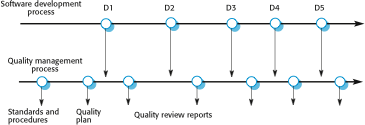 Software development
process
D1
D2
D3
D4
D5
Quality management
process
Standards and
procedures
Quality
plan
Quality review reports